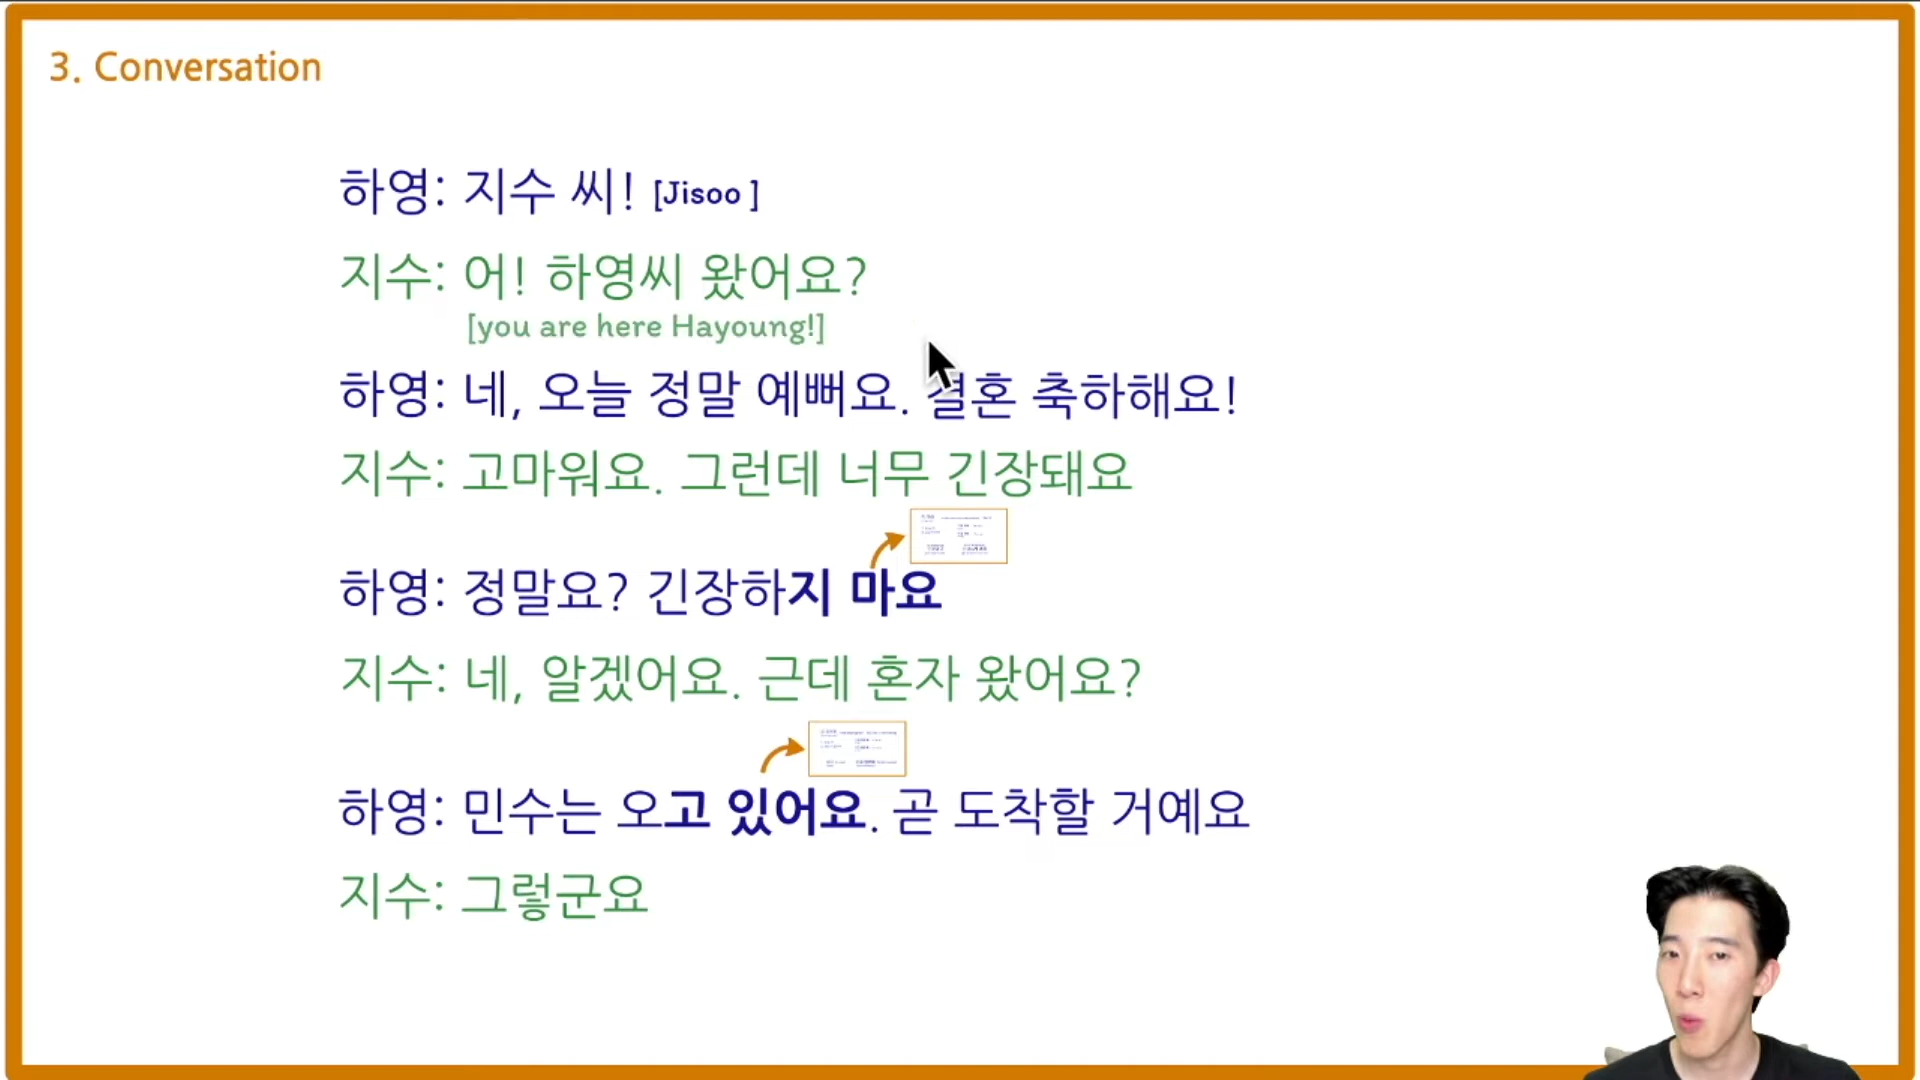 3. Conversation
하영: 지수 씨! [Jisoo ]
지수: 어! 하영씨 왔어요?
[you are here Hayoung!]
하영: 네, 오늘 정말 예뻐요. 결혼 축하해요!
지수: 고마워요. 그런데 너무 긴장돼요
하영: 정말요? 긴장하지 마요
지수: 네, 알겠어요. 근데 혼자 왔어요?
하영: 민수는 오고 있어요. 곧 도착할 거예요
지수: 그렇군요